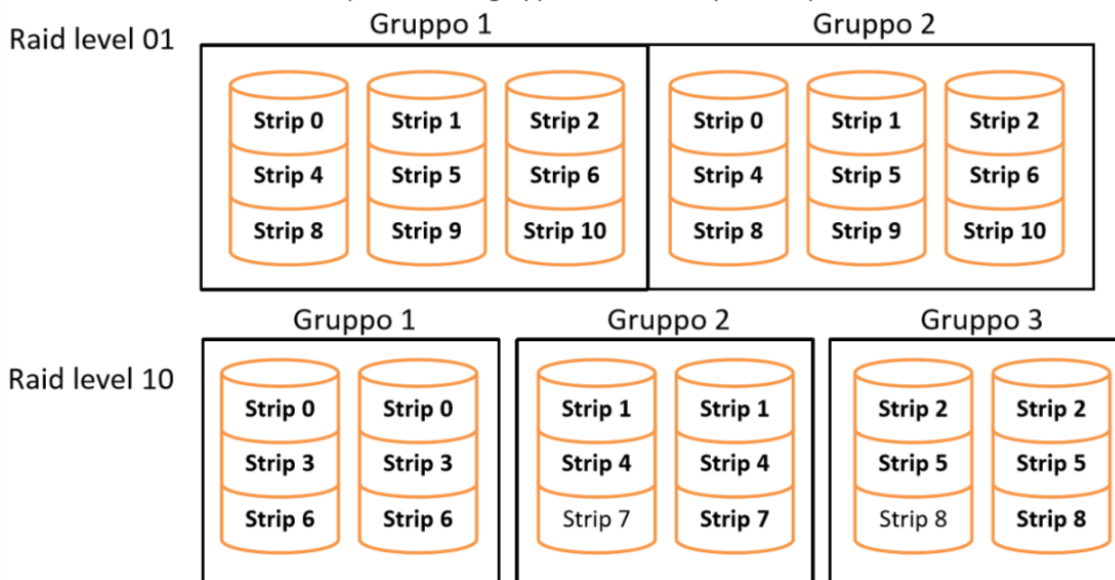 Gruppo 1 Gruppo 2
Raid level 01
Strip 0 Strip 1 Strip 2 Strip 0 Strip 1 Strip 2
Strip 4 Strip 5 Strip 6 Strip 4 Strip 5 Strip 6
Strip 8 Strip 9 Strip 10 Strip 8 Strip 9 Strip 10
Gruppo 1 Gruppo 2 Gruppo 3
Raid level 10
Strip 0 Strip 0 Strip 1 Strip 1 Strip 2 Strip 2
Strip 3 Strip 3 Strip 4 Strip 4 Strip 5 Strip 5
Strip 6 Strip 6 Strip 7 Strip 7 Strip 8 Strip 8